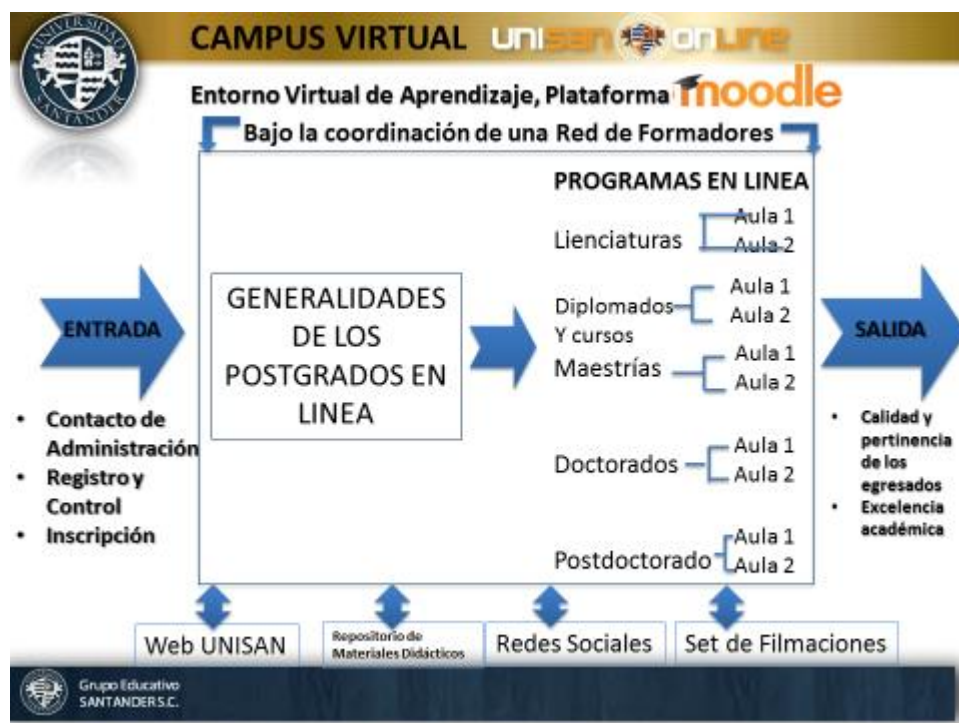 UNIVERSIDAD SANTANDER
CAMPUS VIRTUAL unisan online
Entorno Virtual de Aprendizaje, Plataforma moodle
Bajo la coordinación de una Red de Formadores
PROGRAMAS EN LINEA
Lienciaturas
Aula 1
Aula 2
Diplomados
Y cursos
Aula 1
Aula 2
Maestrías
Aula 1
Aula 2
Doctorados
Aula 1
Aula 2
Postdoctorado
Aula 1
Aula 2
GENERALIDADES
DE LOS
POSTGRADOS EN
LINEA
ENTRADA
• Contacto de
Administración
• Registro y
Control
• Inscripción
SALIDA
• Calidad y
pertinencia
de los
egresados
• Excelencia
académica
Web UNISAN
Repositorio de
Materiales Didácticos
Redes Sociales
Set de Filmaciones
Grupo Educativo
SANTANDER S.C.